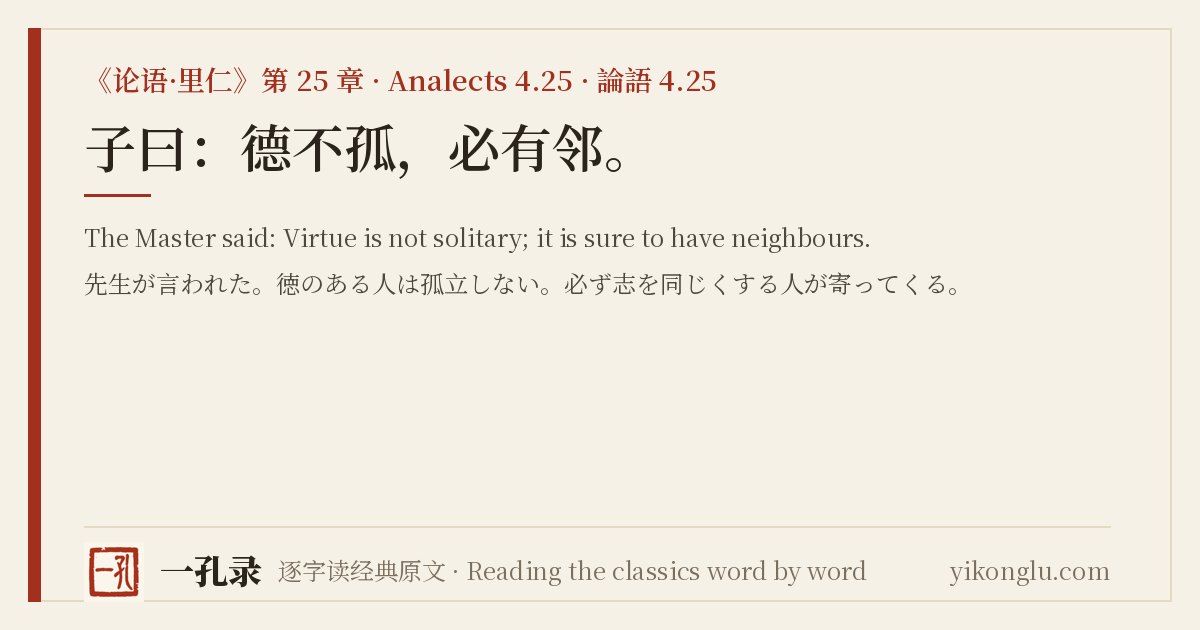 《论语·里仁》第 25 章 · Analects 4.25 · 論語 4.25
子曰：德不孤，必有邻。
The Master said: Virtue is not solitary; it is sure to have neighbours.
先生が言われた。徳のある人は孤立しない。必ず志を同じくする人が寄ってくる。
一孔 一孔录 逐字读经典原文 · Reading the classics word by word yikonglu.com